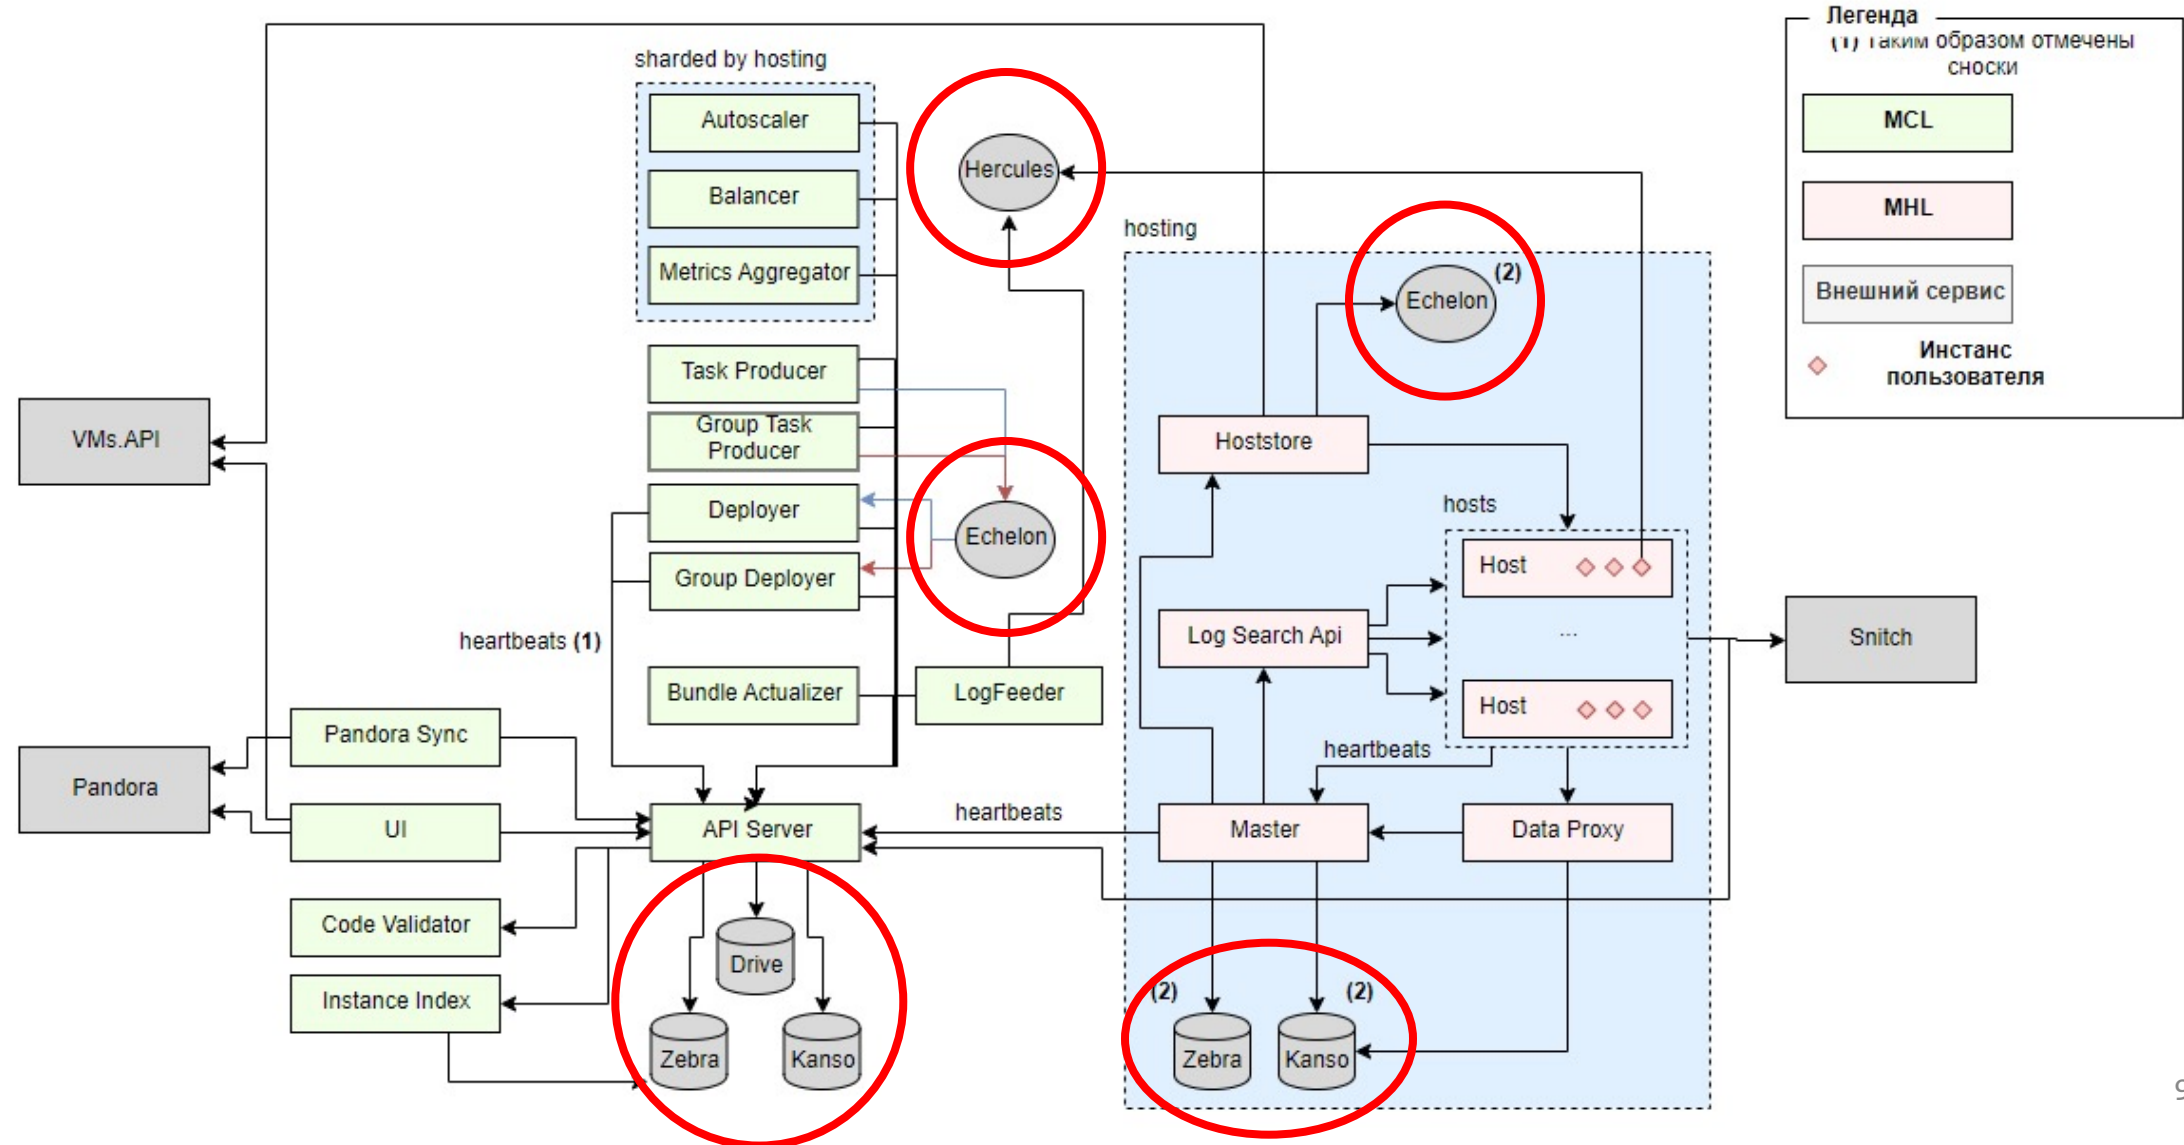 Легенда
(1) Таким образом отмечены
сноски
MCL
MHL
Внешний сервис
Инстанс
пользователя
sharded by hosting
Autoscaler
Balancer
Metrics Aggregator
Hercules
hosting
Echelon
(2)
Task Producer
Group Task
Producer
Deployer
Group Deployer
Echelon
VMs.API
Hoststore
hosts
Host
...
Host
Log Search Api
Snitch
heartbeats (1)
Bundle Actualizer
LogFeeder
Pandora Sync
Pandora
UI
API Server
heartbeats
heartbeats
Master
Data Proxy
Code Validator
Instance Index
Drive
Zebra
Kanso
(2)
(2)
Zebra
Kanso
9